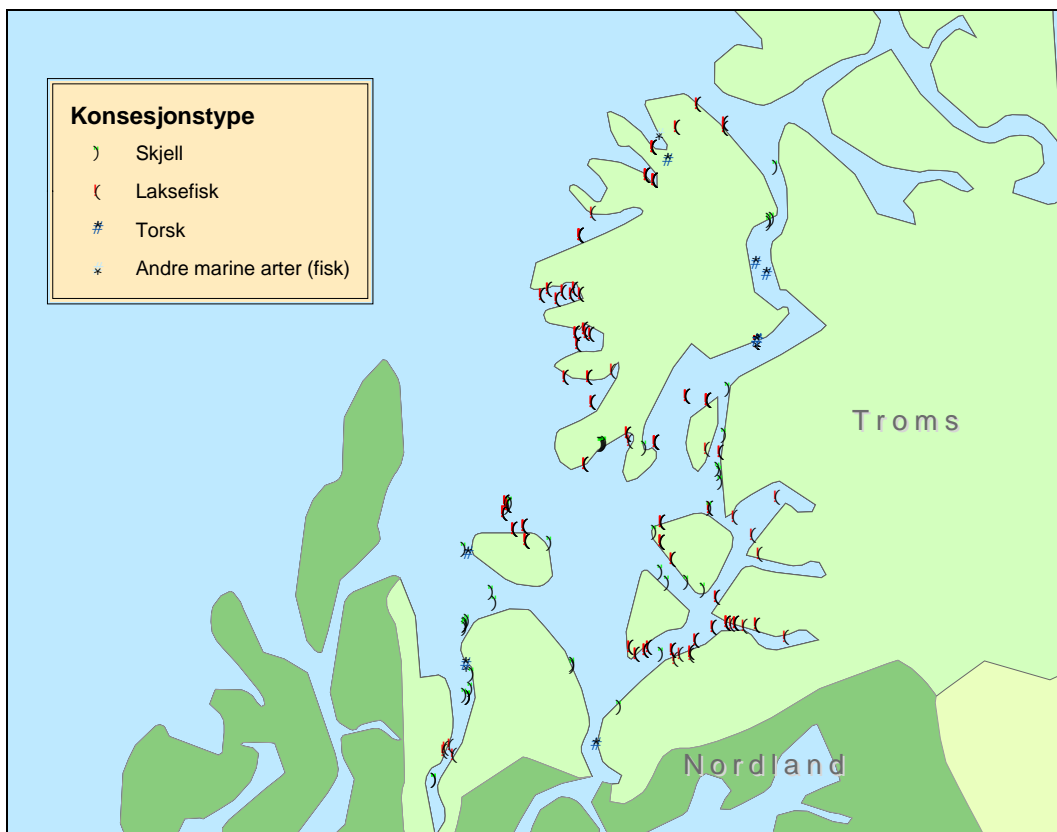 Konsesjonstype
Skjell
Laksefisk
Torsk
Andre marine arter (fisk)
Troms
Nordland